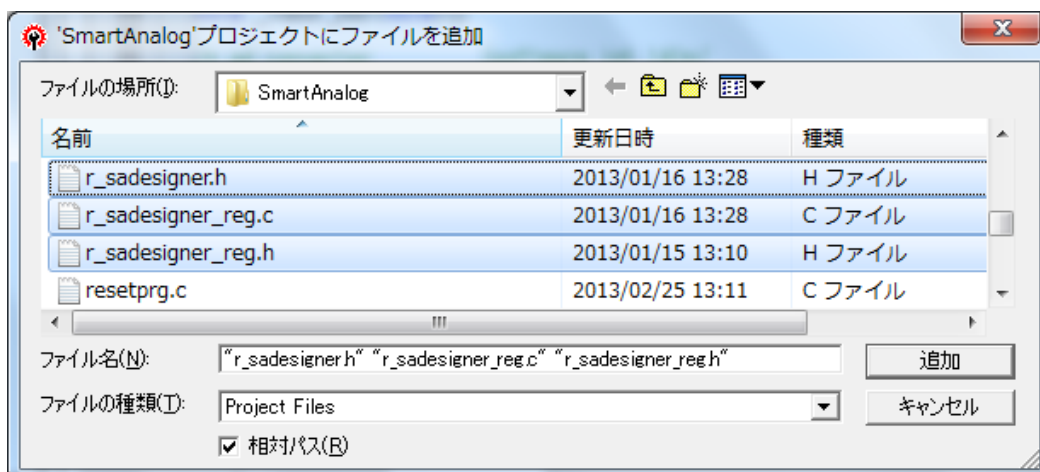 'SmartAnalog'プロジェクトにファイルを追加
ファイルの場所(I): SmartAnalog
名前 更新日時 種類
r_sadesigner.h 2013/01/16 13:28 H ファイル
r_sadesigner_reg.c 2013/01/16 13:28 C ファイル
r_sadesigner_reg.h 2013/01/15 13:10 H ファイル
resetprg.c 2013/02/25 13:11 C ファイル
ファイル名(N): "r_sadesigner.h" "r_sadesigner_reg.c" "r_sadesigner_reg.h" 追加
ファイルの種類(T): Project Files キャンセル
相対パス(R)